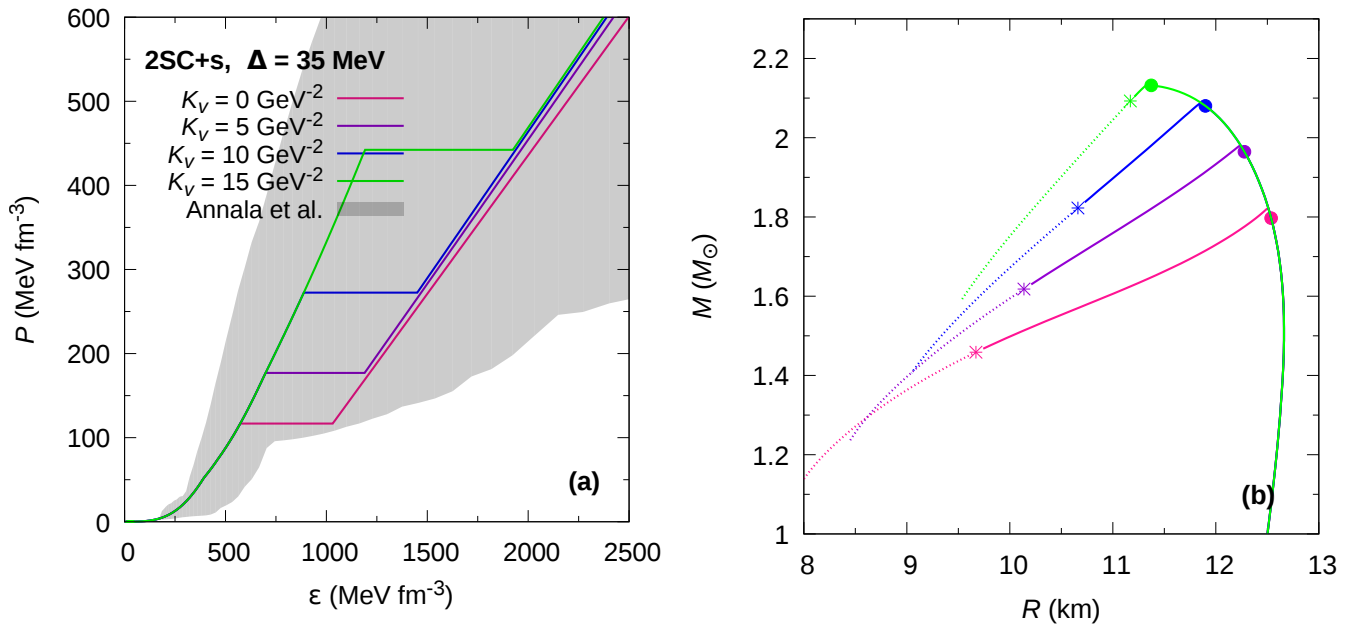 600
500
400
300
200
100
0
P (MeV fm⁻³)
2SC+s, Δ = 35 MeV
Kᵥ = 0 GeV⁻²
Kᵥ = 5 GeV⁻²
Kᵥ = 10 GeV⁻²
Kᵥ = 15 GeV⁻²
Annala et al.
(a)
0 500 1000 1500 2000 2500
ε (MeV fm⁻³)
2.2
2
1.8
1.6
1.4
1.2
1
M (M☉)
(b)
8 9 10 11 12 13
R (km)